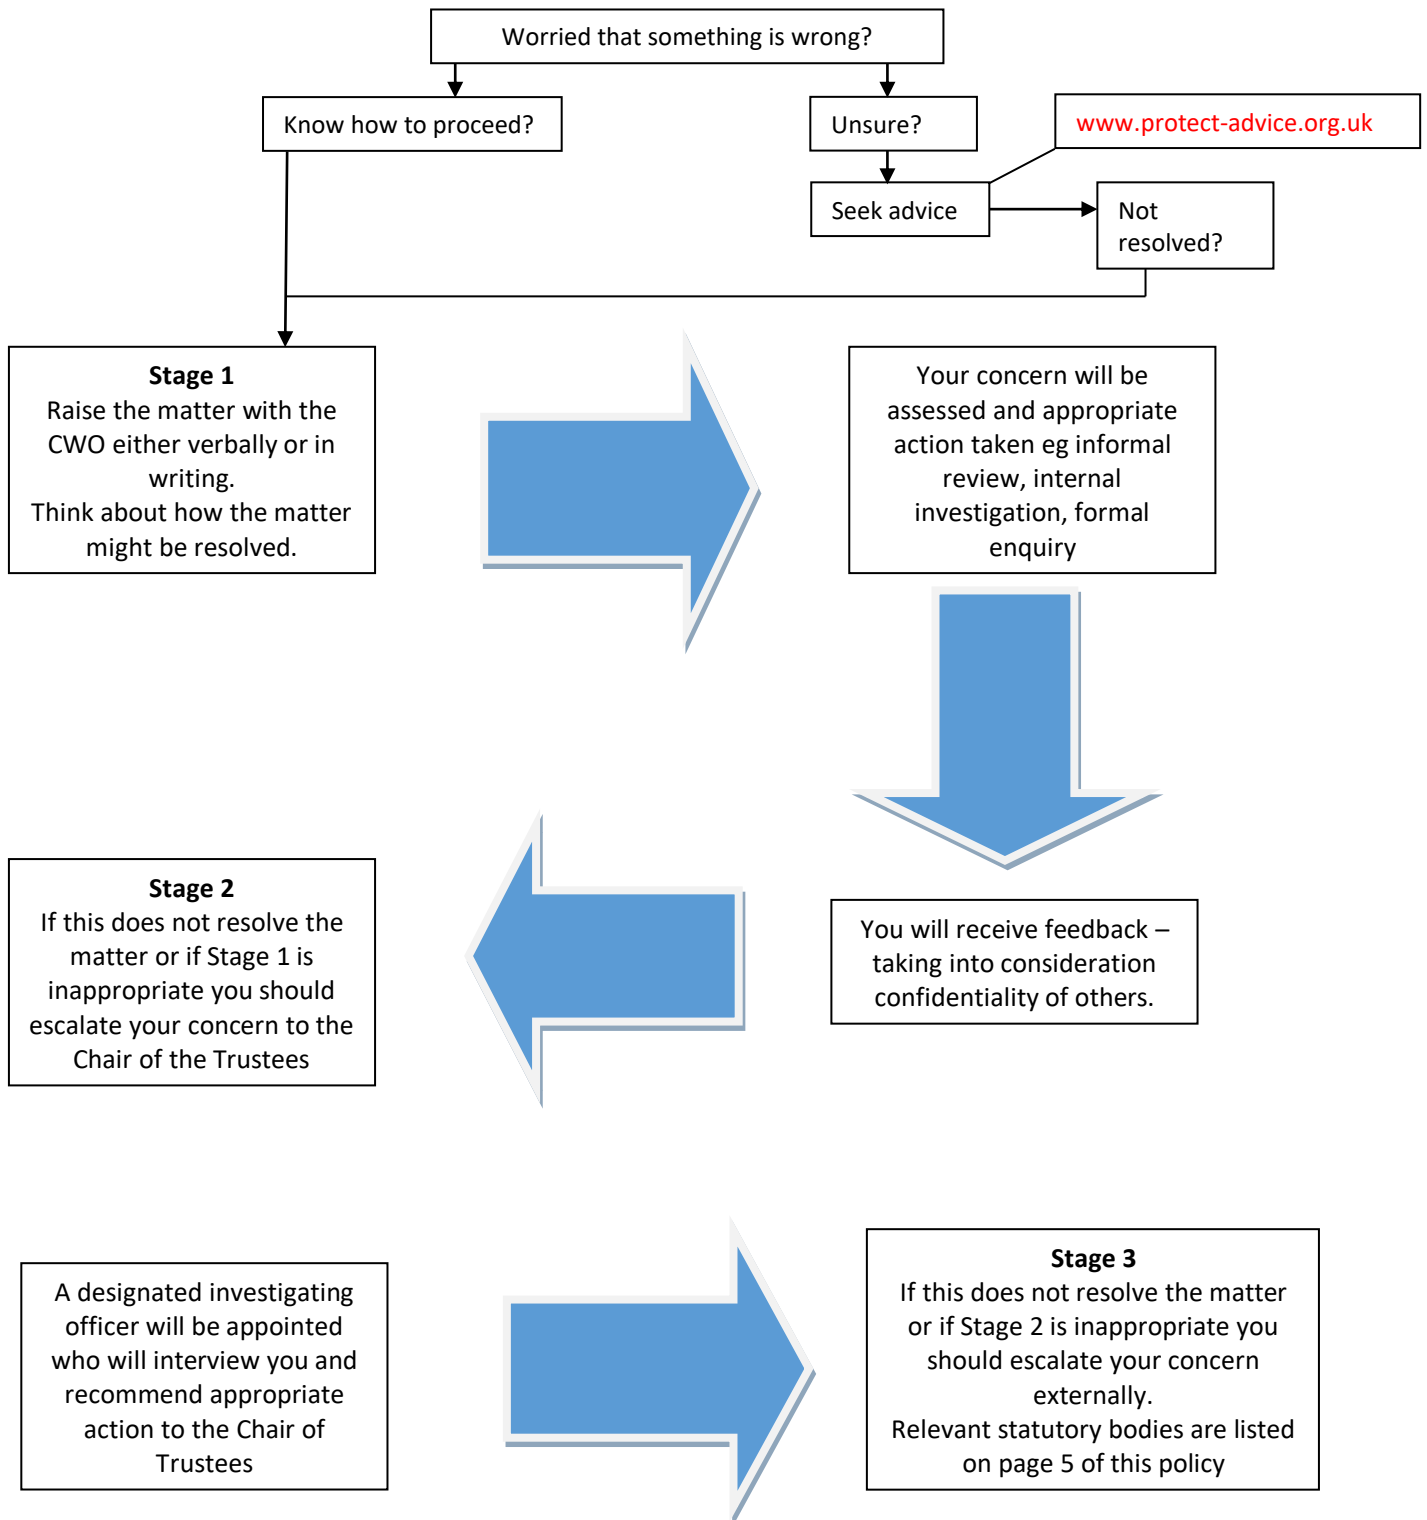 Worried that something is wrong?
Know how to proceed?
Unsure?
www.protect-advice.org.uk
Seek advice
Not
resolved?
Stage 1
Raise the matter with the
CWO either verbally or in
writing.
Think about how the matter
might be resolved.
Your concern will be
assessed and appropriate
action taken eg informal
review, internal
investigation, formal
enquiry
Stage 2
If this does not resolve the
matter or if Stage 1 is
inappropriate you should
escalate your concern to the
Chair of the Trustees
You will receive feedback –
taking into consideration
confidentiality of others.
A designated investigating
officer will be appointed
who will interview you and
recommend appropriate
action to the Chair of
Trustees
Stage 3
If this does not resolve the matter
or if Stage 2 is inappropriate you
should escalate your concern
externally.
Relevant statutory bodies are listed
on page 5 of this policy